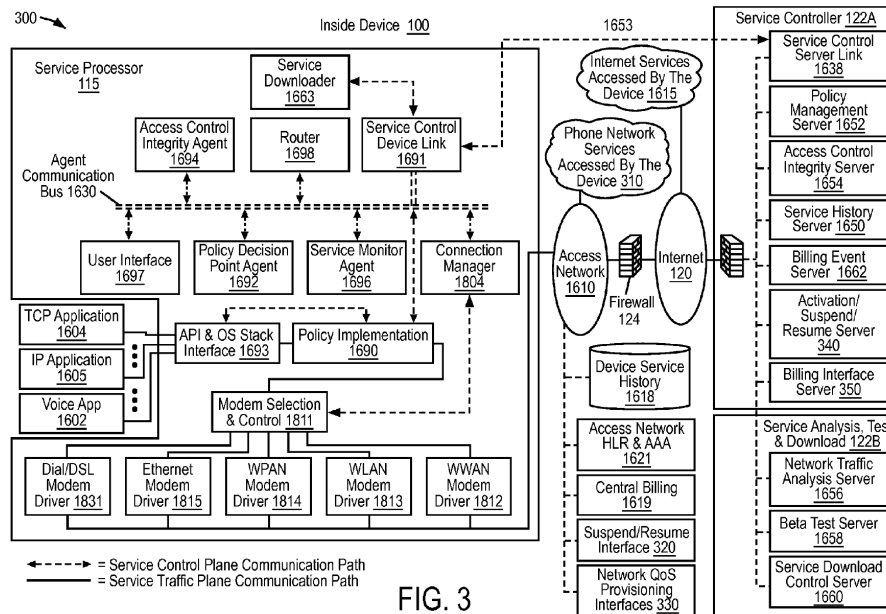 300
Inside Device 100
Service Processor
115
Service
Downloader
1663
Access Control
Integrity Agent
1694
Router
1698
Service Control
Device Link
1691
Agent
Communication
Bus 1630
User Interface
1697
Policy Decision
Point Agent
1692
Service Monitor
Agent
1696
Connection
Manager
1804
TCP Application
1604
IP Application
1605
Voice App
1602
API & OS Stack
Interface 1693
Policy Implementation
1690
Modem Selection
& Control 1811
Dial/DSL
Modem
Driver 1831
Ethernet
Modem
Driver 1815
WPAN
Modem
Driver 1814
WLAN
Modem
Driver 1813
WWAN
Modem
Driver 1812
= Service Control Plane Communication Path
= Service Traffic Plane Communication Path
FIG. 3
1653
Internet Services
Accessed By The
Device 1615
Phone Network
Services
Accessed By The
Device 310
Access
Network
1610
Firewall
124
Internet
120
Device Service
History
1618
Access Network
HLR & AAA
1621
Central Billing
1619
Suspend/Resume
Interface 320
Network QoS
Provisioning
Interfaces 330
Service Controller 122A
Service Control
Server Link
1638
Policy
Management
Server 1652
Access Control
Integrity Server
1654
Service History
Server 1650
Billing Event
Server 1662
Activation/
Suspend/
Resume Server
340
Billing Interface
Server 350
Service Analysis, Test
& Download 122B
Network Traffic
Analysis Server
1656
Beta Test Server
1658
Service Download
Control Server
1660